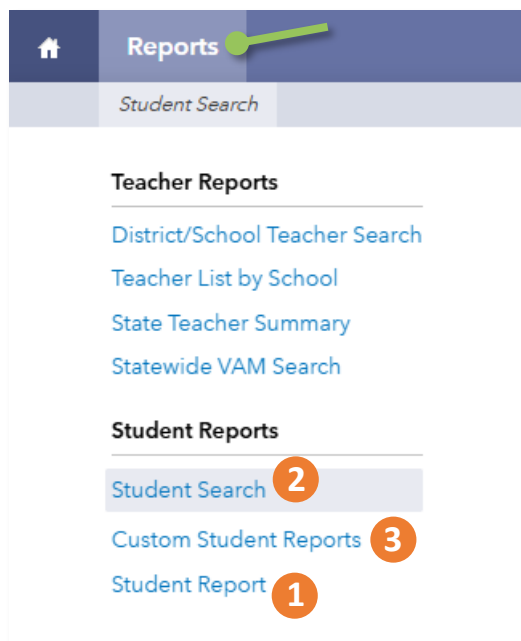 Reports
Student Search
Teacher Reports
District/School Teacher Search
Teacher List by School
State Teacher Summary
Statewide VAM Search
Student Reports
Student Search 2
Custom Student Reports 3
Student Report 1